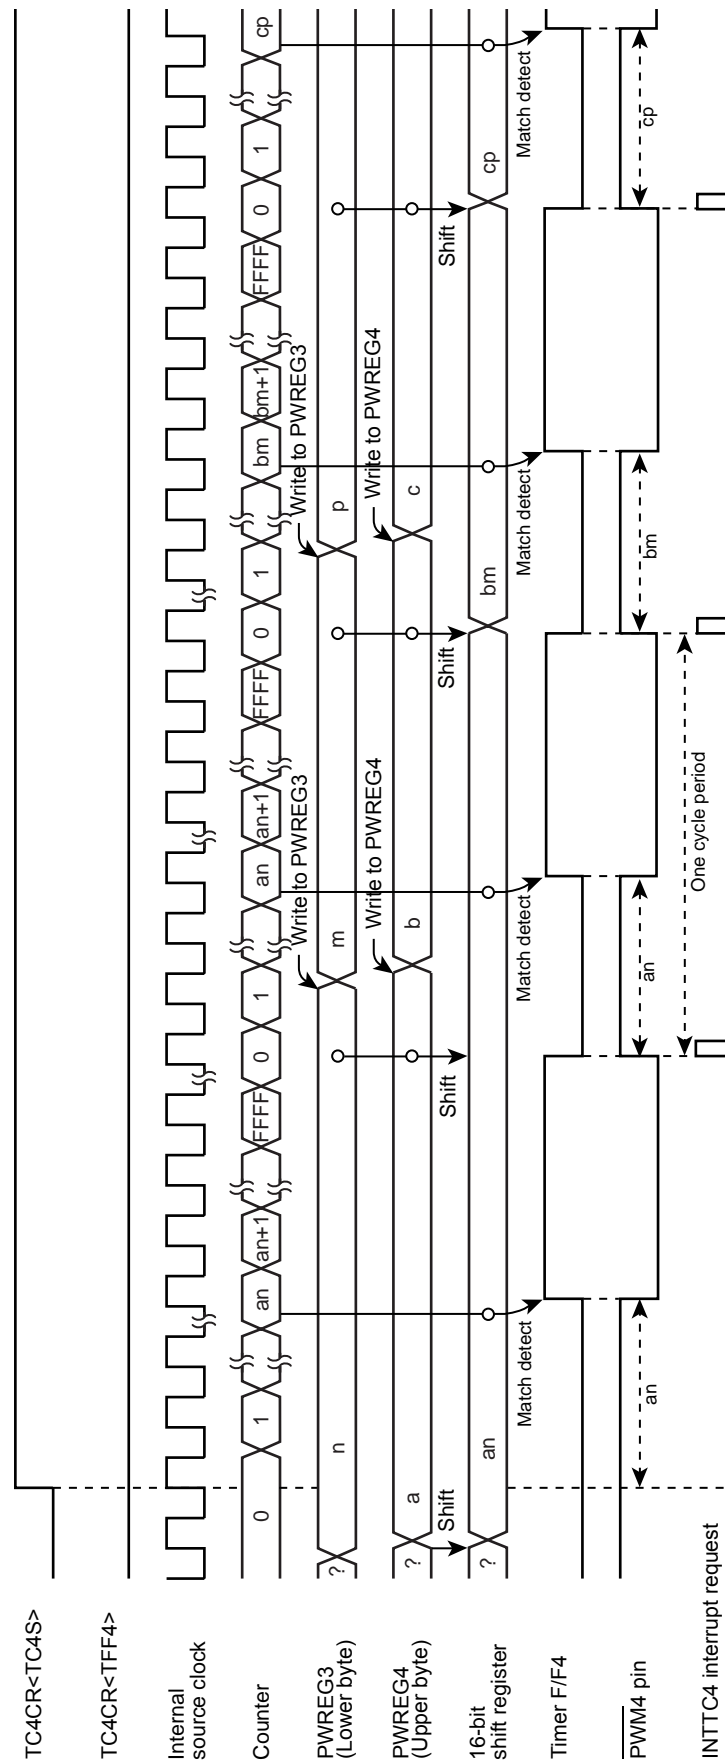 TC4CR<TC4S>
TC4CR<TFF4>
Internal
source clock
Counter
0 1 an an+1 FFFF 0 1 an an+1 FFFF 0 1 bm bm+1 FFFF 0 1 cp
Write to PWREG3 Write to PWREG3
PWREG3
(Lower byte)
? n m p
Write to PWREG4 Write to PWREG4
PWREG4
(Upper byte)
? a b c
Shift Shift Shift Shift
16-bit
shift register
? an bm cp
Match detect Match detect Match detect Match detect
Timer F/F4
PWM4 pin
an an bm cp
One cycle period
INTTC4 interrupt request